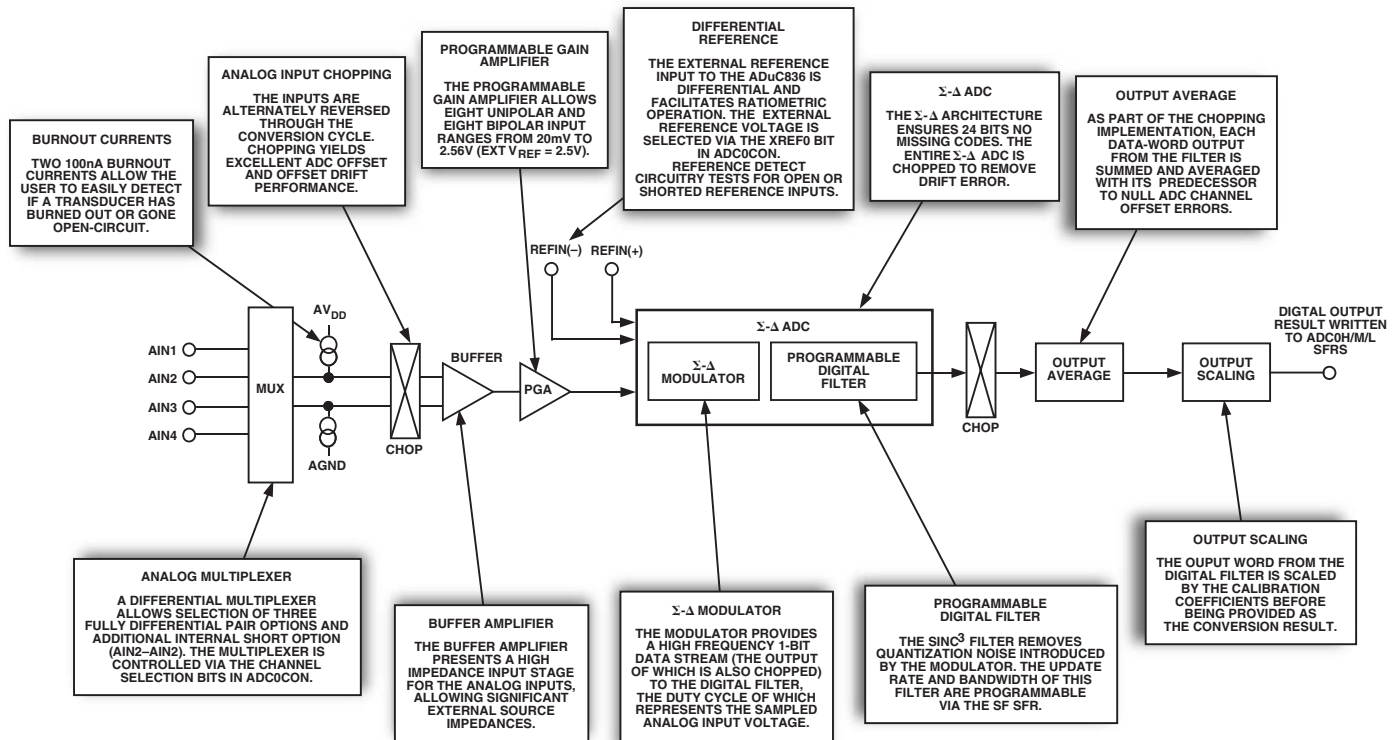 DIFFERENTIAL
REFERENCE
THE EXTERNAL REFERENCE
INPUT TO THE ADuC836 IS
DIFFERENTIAL AND
FACILITATES RATIOMETRIC
OPERATION. THE EXTERNAL
REFERENCE VOLTAGE IS
SELECTED VIA THE XREF0 BIT
IN ADC0CON.
REFERENCE DETECT
CIRCUITRY TESTS FOR OPEN OR
SHORTED REFERENCE INPUTS.
PROGRAMMABLE GAIN
AMPLIFIER
THE PROGRAMMABLE
GAIN AMPLIFIER ALLOWS
EIGHT UNIPOLAR AND
EIGHT BIPOLAR INPUT
RANGES FROM 20mV TO
2.56V (EXT VREF = 2.5V).
ANALOG INPUT CHOPPING
THE INPUTS ARE
ALTERNATELY REVERSED
THROUGH THE
CONVERSION CYCLE.
CHOPPING YIELDS
EXCELLENT ADC OFFSET
AND OFFSET DRIFT
PERFORMANCE.
Σ-Δ ADC
THE Σ-Δ ARCHITECTURE
ENSURES 24 BITS NO
MISSING CODES. THE
ENTIRE Σ-Δ ADC IS
CHOPPED TO REMOVE
DRIFT ERROR.
OUTPUT AVERAGE
AS PART OF THE CHOPPING
IMPLEMENTATION, EACH
DATA-WORD OUTPUT
FROM THE FILTER IS
SUMMED AND AVERAGED
WITH ITS PREDECESSOR
TO NULL ADC CHANNEL
OFFSET ERRORS.
BURNOUT CURRENTS
TWO 100nA BURNOUT
CURRENTS ALLOW THE
USER TO EASILY DETECT
IF A TRANSDUCER HAS
BURNED OUT OR GONE
OPEN-CIRCUIT.
REFIN(–) REFIN(+)
AVDD
AIN1
AIN2
AIN3
AIN4
MUX
AGND
CHOP
BUFFER
PGA
Σ-Δ ADC
Σ-Δ
MODULATOR
PROGRAMMABLE
DIGITAL
FILTER
CHOP
OUTPUT
AVERAGE
OUTPUT
SCALING
DIGTAL OUTPUT
RESULT WRITTEN
TO ADC0H/M/L
SFRS
ANALOG MULTIPLEXER
A DIFFERENTIAL MULTIPLEXER
ALLOWS SELECTION OF THREE
FULLY DIFFERENTIAL PAIR OPTIONS AND
ADDITIONAL INTERNAL SHORT OPTION
(AIN2–AIN2). THE MULTIPLEXER IS
CONTROLLED VIA THE CHANNEL
SELECTION BITS IN ADC0CON.
BUFFER AMPLIFIER
THE BUFFER AMPLIFIER
PRESENTS A HIGH
IMPEDANCE INPUT STAGE
FOR THE ANALOG INPUTS,
ALLOWING SIGNIFICANT
EXTERNAL SOURCE
IMPEDANCES.
Σ-Δ MODULATOR
THE MODULATOR PROVIDES
A HIGH FREQUENCY 1-BIT
DATA STREAM (THE OUTPUT
OF WHICH IS ALSO CHOPPED)
TO THE DIGITAL FILTER,
THE DUTY CYCLE OF WHICH
REPRESENTS THE SAMPLED
ANALOG INPUT VOLTAGE.
PROGRAMMABLE
DIGITAL FILTER
THE SINC³ FILTER REMOVES
QUANTIZATION NOISE INTRODUCED
BY THE MODULATOR. THE UPDATE
RATE AND BANDWIDTH OF THIS
FILTER ARE PROGRAMMABLE
VIA THE SF SFR.
OUTPUT SCALING
THE OUPUT WORD FROM THE
DIGITAL FILTER IS SCALED
BY THE CALIBRATION
COEFFICIENTS BEFORE
BEING PROVIDED AS
THE CONVERSION RESULT.